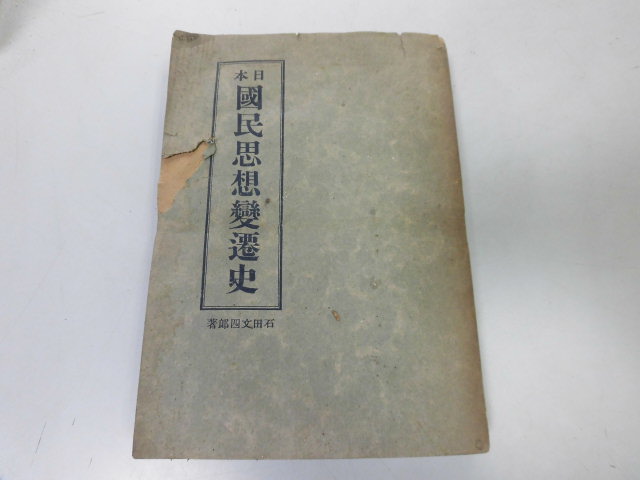 日本
國民思想變遷史
石田文四郎著